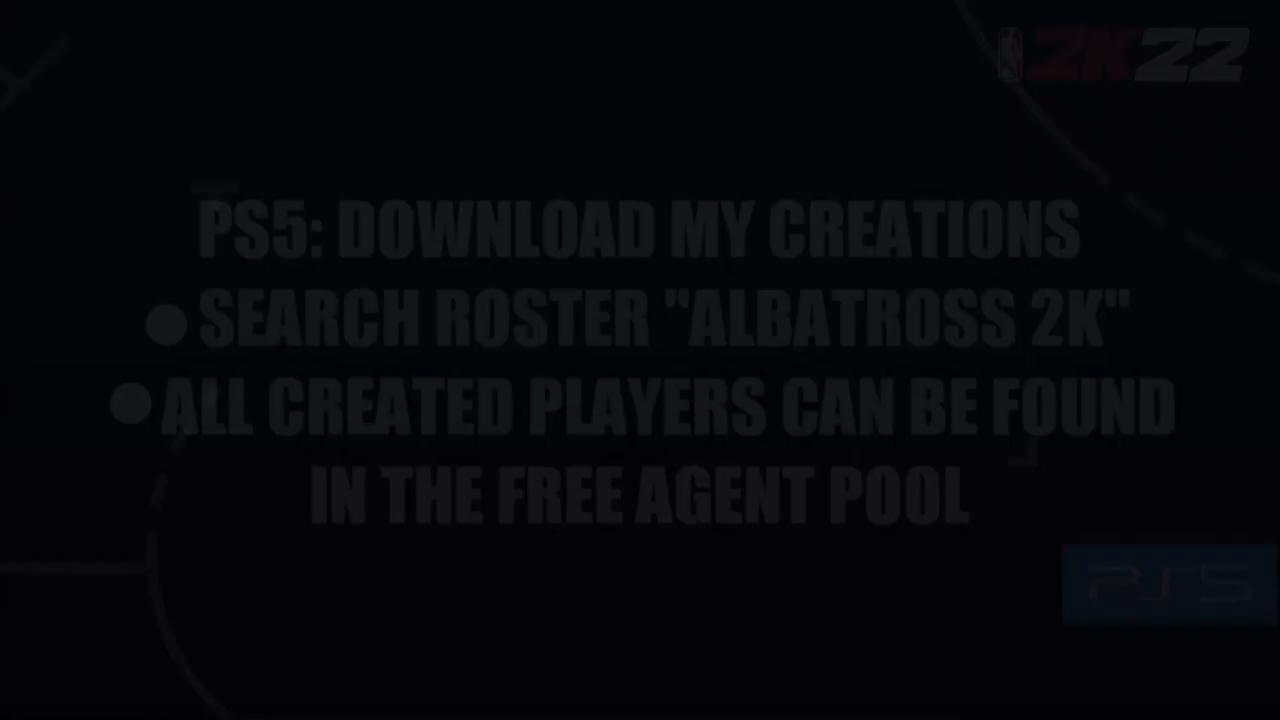 2K22
PS5: DOWNLOAD MY CREATIONS
● SEARCH ROSTER "ALBATROSS 2K"
● ALL CREATED PLAYERS CAN BE FOUND
IN THE FREE AGENT POOL
PS5